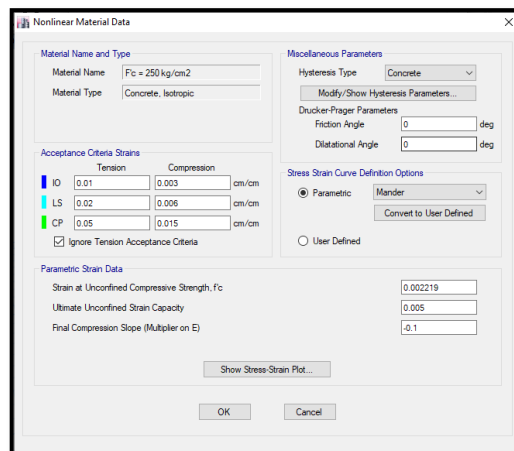 Nonlinear Material Data
Material Name and Type
Material Name F'c = 250 kg/cm2
Material Type Concrete, Isotropic
Miscellaneous Parameters
Hysteresis Type Concrete
Modify/Show Hysteresis Parameters...
Drucker-Prager Parameters
Friction Angle 0 deg
Dilatational Angle 0 deg
Acceptance Criteria Strains
Tension Compression
IO 0.01 0.003 cm/cm
LS 0.02 0.006 cm/cm
CP 0.05 0.015 cm/cm
Ignore Tension Acceptance Criteria
Stress Strain Curve Definition Options
Parametric Mander
Convert to User Defined
User Defined
Parametric Strain Data
Strain at Unconfined Compressive Strength, f'c 0.002219
Ultimate Unconfined Strain Capacity 0.005
Final Compression Slope (Multiplier on E) -0.1
Show Stress-Strain Plot...
OK Cancel